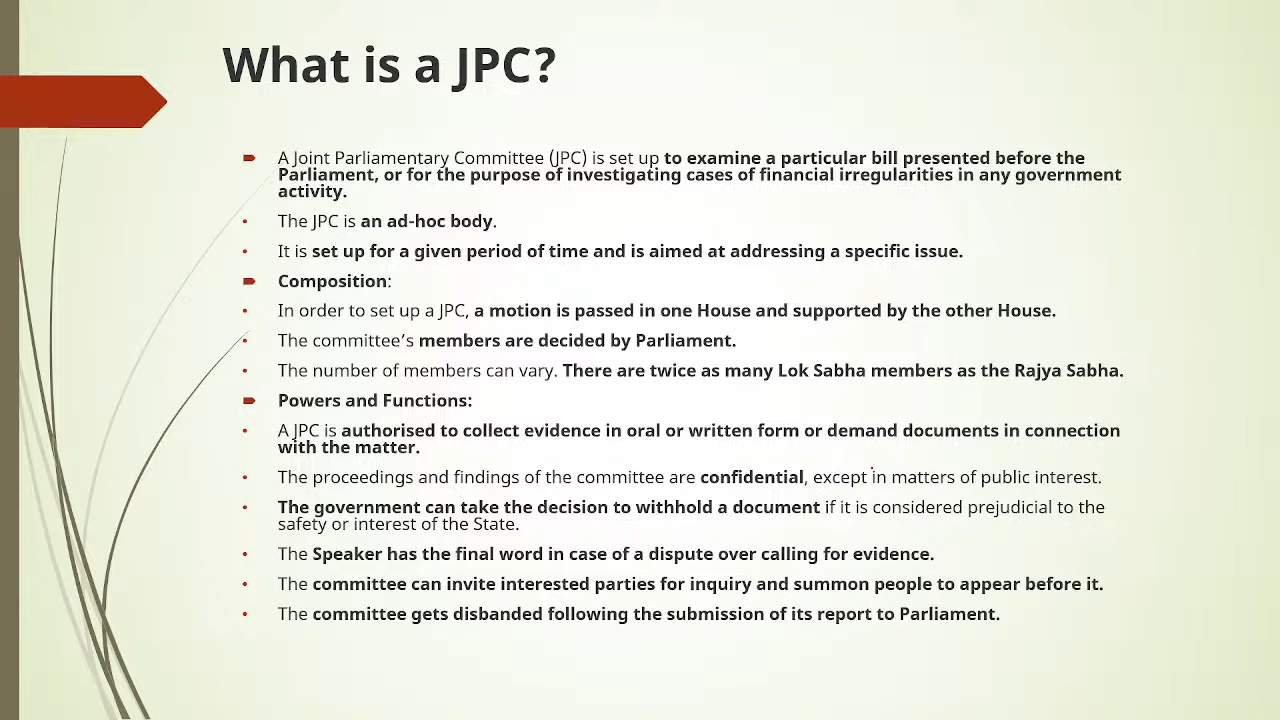 What is a JPC?
A Joint Parliamentary Committee (JPC) is set up to examine a particular bill presented before the
Parliament, or for the purpose of investigating cases of financial irregularities in any government
activity.
The JPC is an ad-hoc body.
It is set up for a given period of time and is aimed at addressing a specific issue.
Composition:
In order to set up a JPC, a motion is passed in one House and supported by the other House.
The committee’s members are decided by Parliament.
The number of members can vary. There are twice as many Lok Sabha members as the Rajya Sabha.
Powers and Functions:
A JPC is authorised to collect evidence in oral or written form or demand documents in connection
with the matter.
The proceedings and findings of the committee are confidential, except in matters of public interest.
The government can take the decision to withhold a document if it is considered prejudicial to the
safety or interest of the State.
The Speaker has the final word in case of a dispute over calling for evidence.
The committee can invite interested parties for inquiry and summon people to appear before it.
The committee gets disbanded following the submission of its report to Parliament.